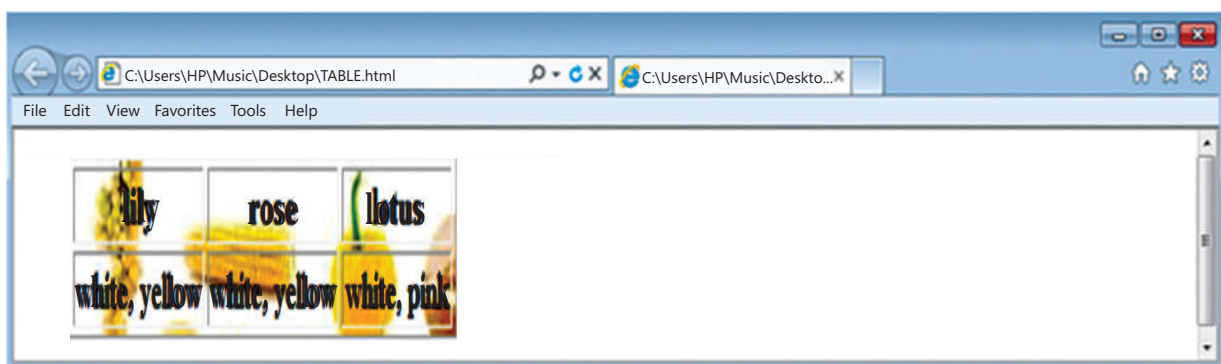 C:\Users\HP\Music\Desktop\TABLE.html C:\Users\HP\Music\Deskto...
File Edit View Favorites Tools Help
lily rose llotus
white, yellow white, yellow white, pink